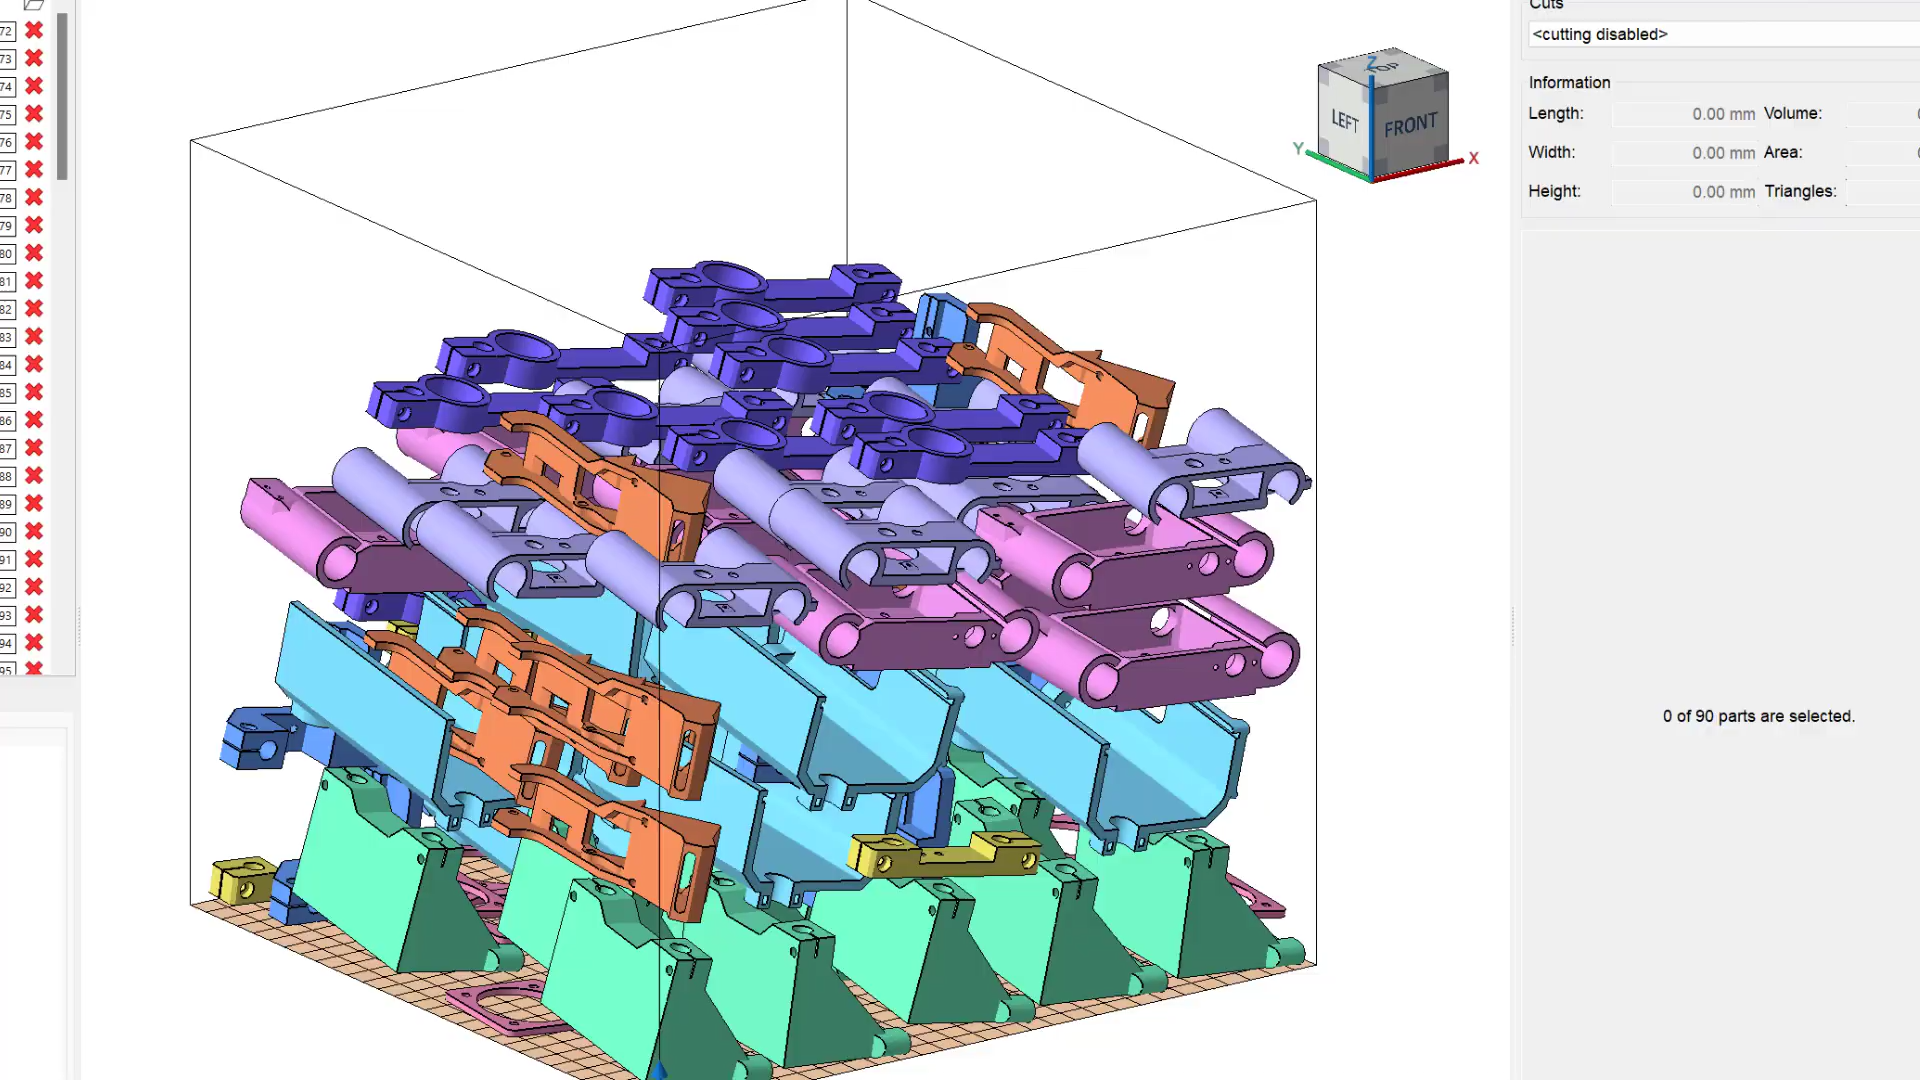 Cuts
<cutting disabled>
Information
Length: 0.00 mm Volume:
Width: 0.00 mm Area:
Height: 0.00 mm Triangles:
0 of 90 parts are selected.
TOP
Z
LEFT FRONT
Y
X
72
73
74
75
76
77
78
79
80
81
82
83
84
85
86
87
88
89
90
91
92
93
94
95